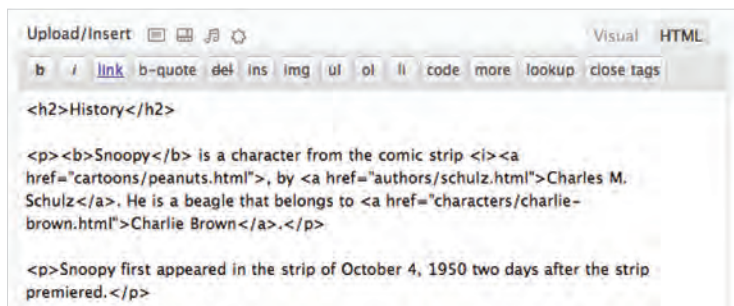 Upload/Insert
Visual HTML
b i link b-quote del ins img ul ol li code more lookup close tags
<h2>History</h2>
<p><b>Snoopy</b> is a character from the comic strip <i><a
href="cartoons/peanuts.html">, by <a href="authors/schulz.html">Charles M.
Schulz</a>. He is a beagle that belongs to <a href="characters/charlie-
brown.html">Charlie Brown</a>.</p>
<p>Snoopy first appeared in the strip of October 4, 1950 two days after the strip
premiered.</p>